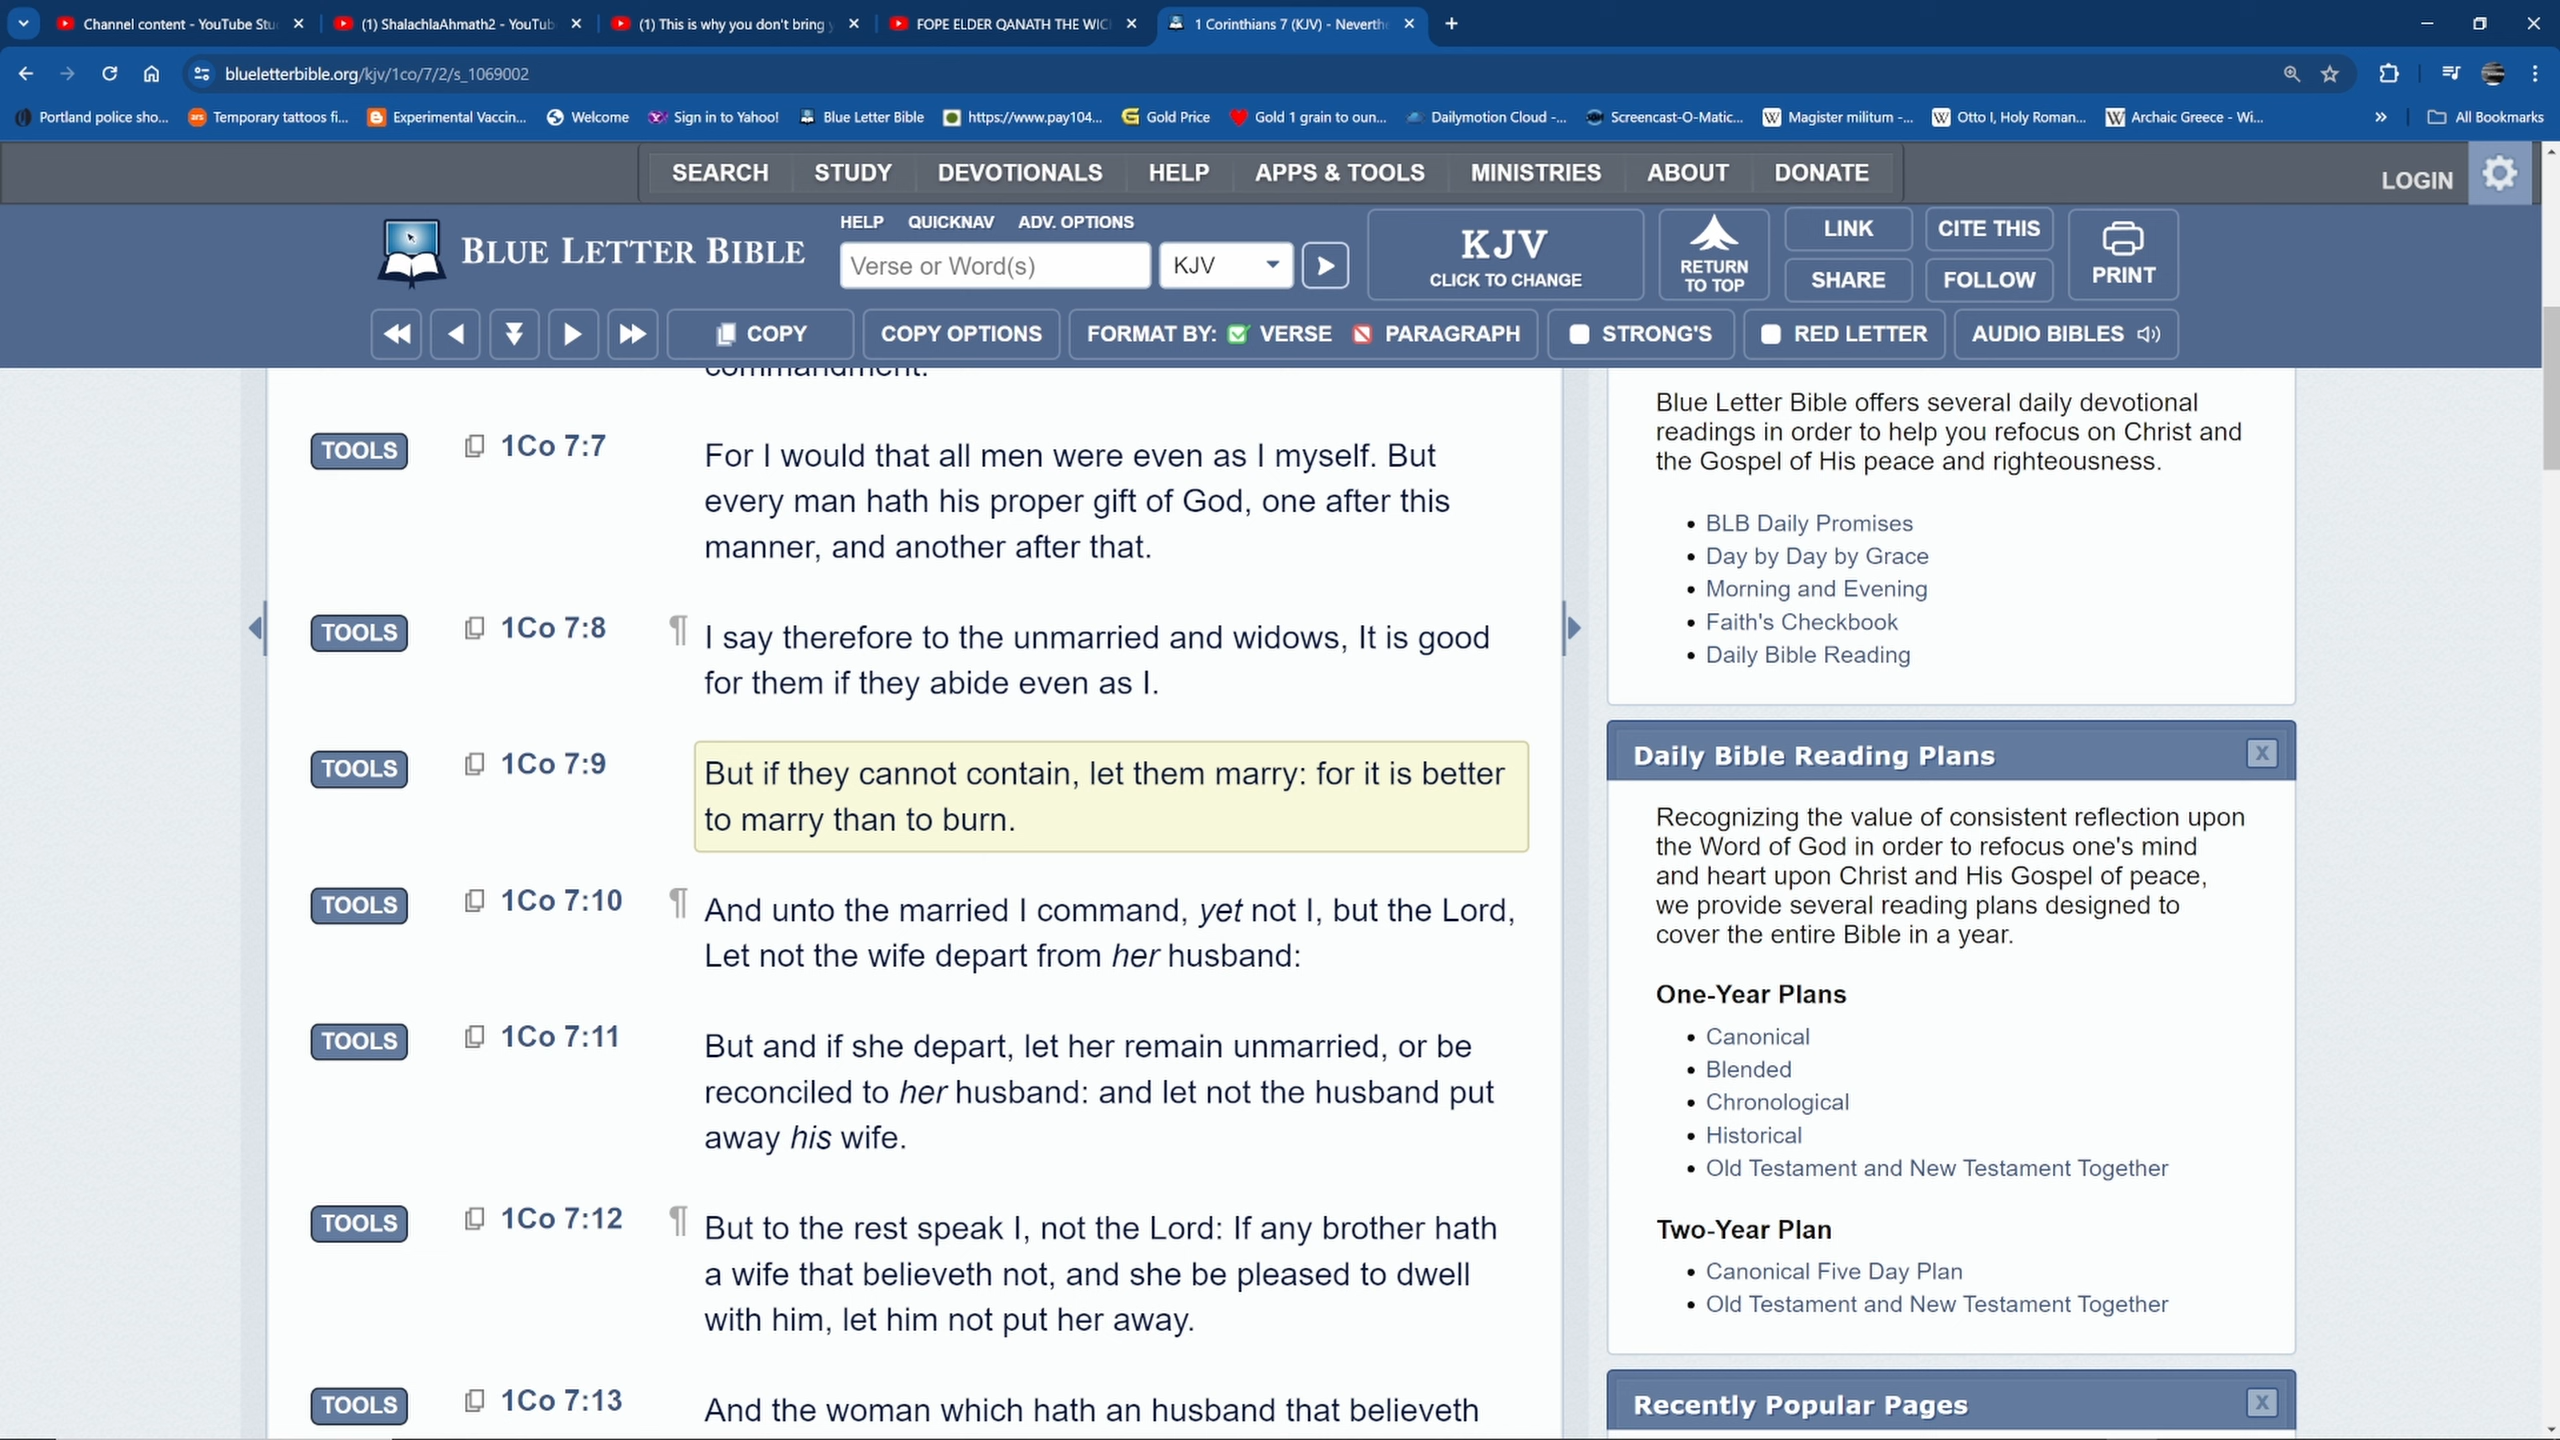 Channel content - YouTube Stu
(1) ShalachlaAhmath2 - YouTub
(1) This is why you don't bring y
FOPE ELDER QANATH THE WIC
1 Corinthians 7 (KJV) - Neverthe
blueletterbible.org/kjv/1co/7/2/s_1069002
Portland police sho...
Temporary tattoos fi...
Experimental Vaccin...
Welcome
Sign in to Yahoo!
Blue Letter Bible
https://www.pay104...
Gold Price
Gold 1 grain to oun...
Dailymotion Cloud -...
Screencast-O-Matic...
Magister militum -...
Otto I, Holy Roman...
Archaic Greece - Wi...
All Bookmarks
SEARCH
STUDY
DEVOTIONALS
HELP
APPS & TOOLS
MINISTRIES
ABOUT
DONATE
LOGIN
BLUE LETTER BIBLE
HELP
QUICKNAV
ADV. OPTIONS
Verse or Word(s)
KJV
KJV
CLICK TO CHANGE
RETURN
TO TOP
LINK
CITE THIS
SHARE
FOLLOW
PRINT
COPY
COPY OPTIONS
FORMAT BY: VERSE PARAGRAPH
STRONG'S
RED LETTER
AUDIO BIBLES
commandment.
TOOLS
1Co 7:7
For I would that all men were even as I myself. But
every man hath his proper gift of God, one after this
manner, and another after that.
TOOLS
1Co 7:8
¶ I say therefore to the unmarried and widows, It is good
for them if they abide even as I.
TOOLS
1Co 7:9
But if they cannot contain, let them marry: for it is better
to marry than to burn.
TOOLS
1Co 7:10
¶ And unto the married I command, yet not I, but the Lord,
Let not the wife depart from her husband:
TOOLS
1Co 7:11
But and if she depart, let her remain unmarried, or be
reconciled to her husband: and let not the husband put
away his wife.
TOOLS
1Co 7:12
¶ But to the rest speak I, not the Lord: If any brother hath
a wife that believeth not, and she be pleased to dwell
with him, let him not put her away.
TOOLS
1Co 7:13
And the woman which hath an husband that believeth
Blue Letter Bible offers several daily devotional
readings in order to help you refocus on Christ and
the Gospel of His peace and righteousness.
• BLB Daily Promises
• Day by Day by Grace
• Morning and Evening
• Faith's Checkbook
• Daily Bible Reading
Daily Bible Reading Plans
X
Recognizing the value of consistent reflection upon
the Word of God in order to refocus one's mind
and heart upon Christ and His Gospel of peace,
we provide several reading plans designed to
cover the entire Bible in a year.
One-Year Plans
• Canonical
• Blended
• Chronological
• Historical
• Old Testament and New Testament Together
Two-Year Plan
• Canonical Five Day Plan
• Old Testament and New Testament Together
Recently Popular Pages
X